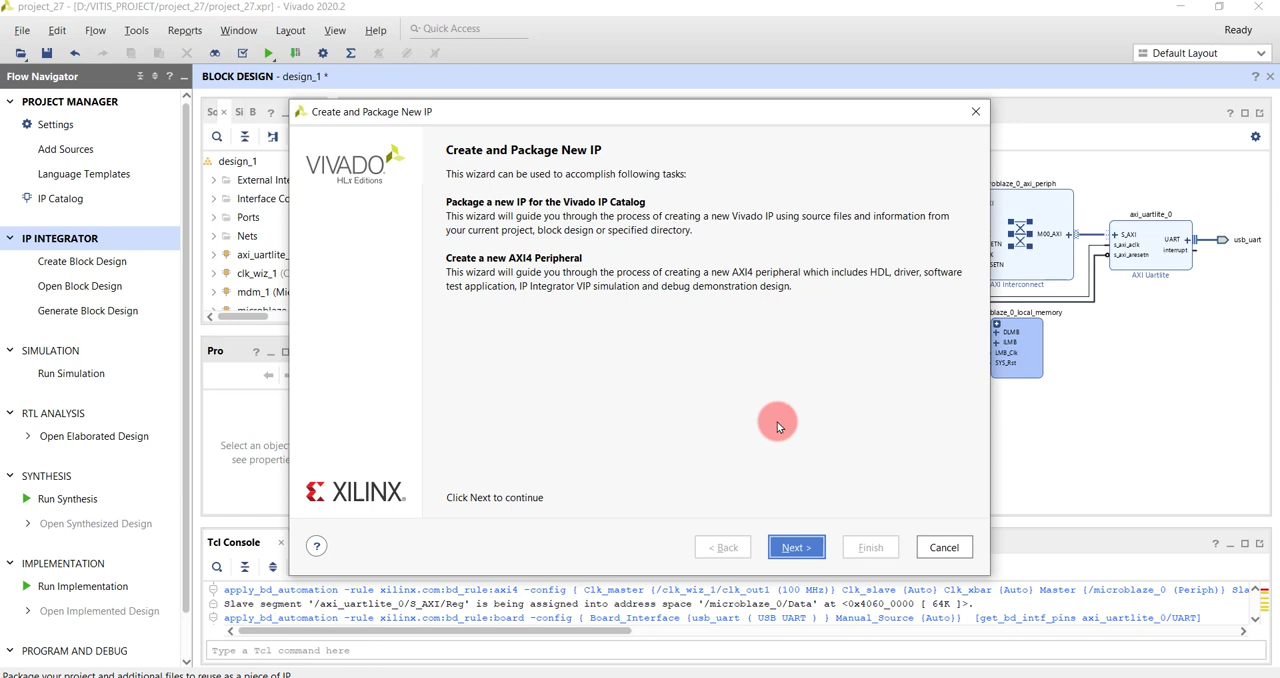 project_27 - [D:/VITIS_PROJECT/project_27/project_27.xpr] - Vivado 2020.2
File Edit Flow Tools Reports Window Layout View Help Quick Access
Ready
Default Layout
Flow Navigator
BLOCK DESIGN - design_1 *
PROJECT MANAGER
Settings
Add Sources
Language Templates
IP Catalog
IP INTEGRATOR
Create Block Design
Open Block Design
Generate Block Design
SIMULATION
Run Simulation
RTL ANALYSIS
Open Elaborated Design
SYNTHESIS
Run Synthesis
Open Synthesized Design
IMPLEMENTATION
Run Implementation
Open Implemented Design
PROGRAM AND DEBUG
So Si B
design_1
External Inte
Interface Co
Ports
Nets
axi_uartlite_
clk_wiz_1 (C
mdm_1 (Mi
Pro
Select an objec
see propertie
Create and Package New IP
VIVADO
HLx Editions
XILINX
Create and Package New IP
This wizard can be used to accomplish following tasks:
Package a new IP for the Vivado IP Catalog
This wizard will guide you through the process of creating a new Vivado IP using source files and information from
your current project, block design or specified directory.
Create a new AXI4 Peripheral
This wizard will guide you through the process of creating a new AXI4 peripheral which includes HDL, driver, software
test application, IP Integrator VIP simulation and debug demonstration design.
Click Next to continue
< Back Next > Finish Cancel
roblaze_0_axi_periph
M00_AXI
ETN
SETN
AXI Interconnect
axi_uartlite_0
S_AXI
s_axi_aclk
s_axi_aresetn
UART
interrupt
AXI Uartlite
usb_uart
blaze_0_local_memory
DLMB
ILMB
LMB_Clk
SYS_Rst
Tcl Console
apply_bd_automation -rule xilinx.com:bd_rule:axi4 -config { Clk_master {/clk_wiz_1/clk_out1 (100 MHz)} Clk_slave {Auto} Clk_xbar {Auto} Master {/microblaze_0 (Periph)} Sla
Slave segment '/axi_uartlite_0/S_AXI/Reg' is being assigned into address space '/microblaze_0/Data' at <0x4060_0000 [ 64K ]>.
apply_bd_automation -rule xilinx.com:bd_rule:board -config { Board_Interface {usb_uart ( USB UART ) } Manual_Source {Auto}} [get_bd_intf_pins axi_uartlite_0/UART]
Type a Tcl command here
Package your project and additional files to reuse as a piece of IP